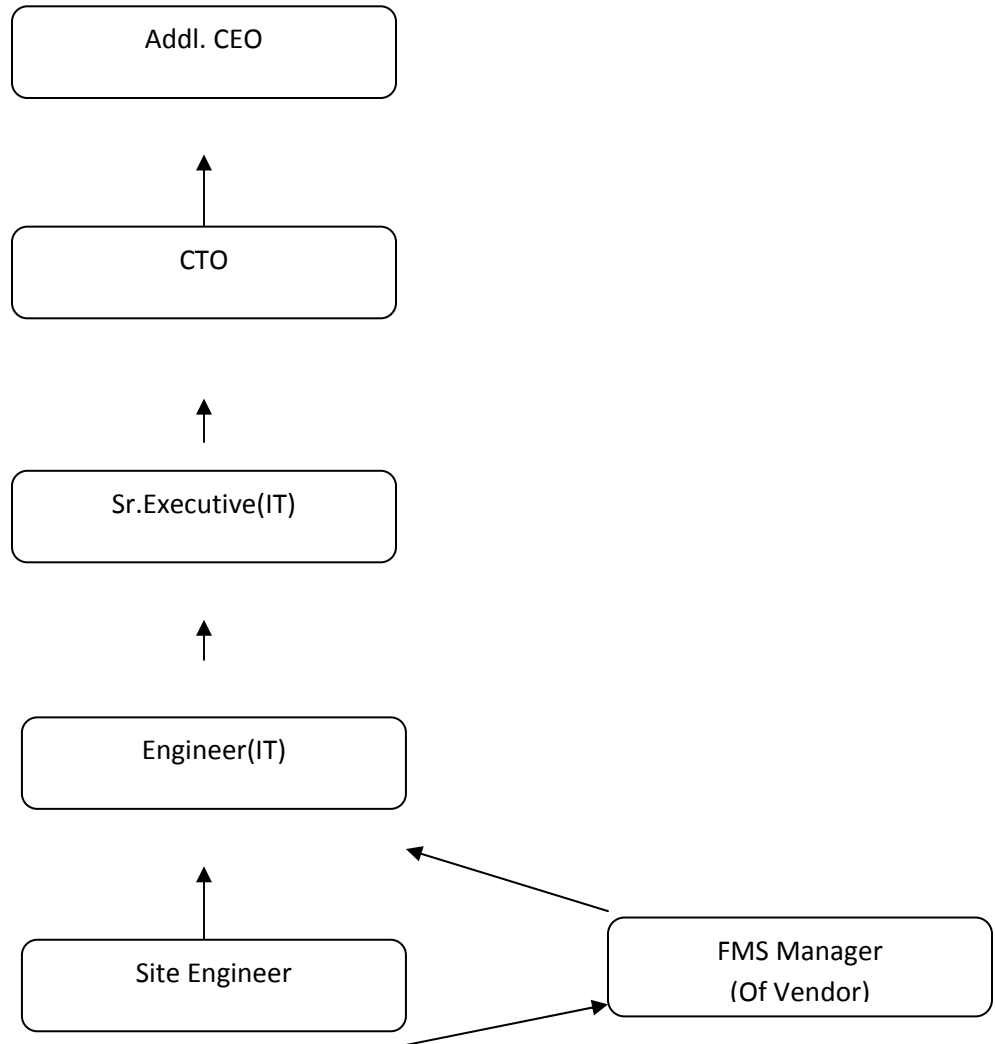 Addl. CEO
CTO
Sr.Executive(IT)
Engineer(IT)
Site Engineer
FMS Manager
(Of Vendor)